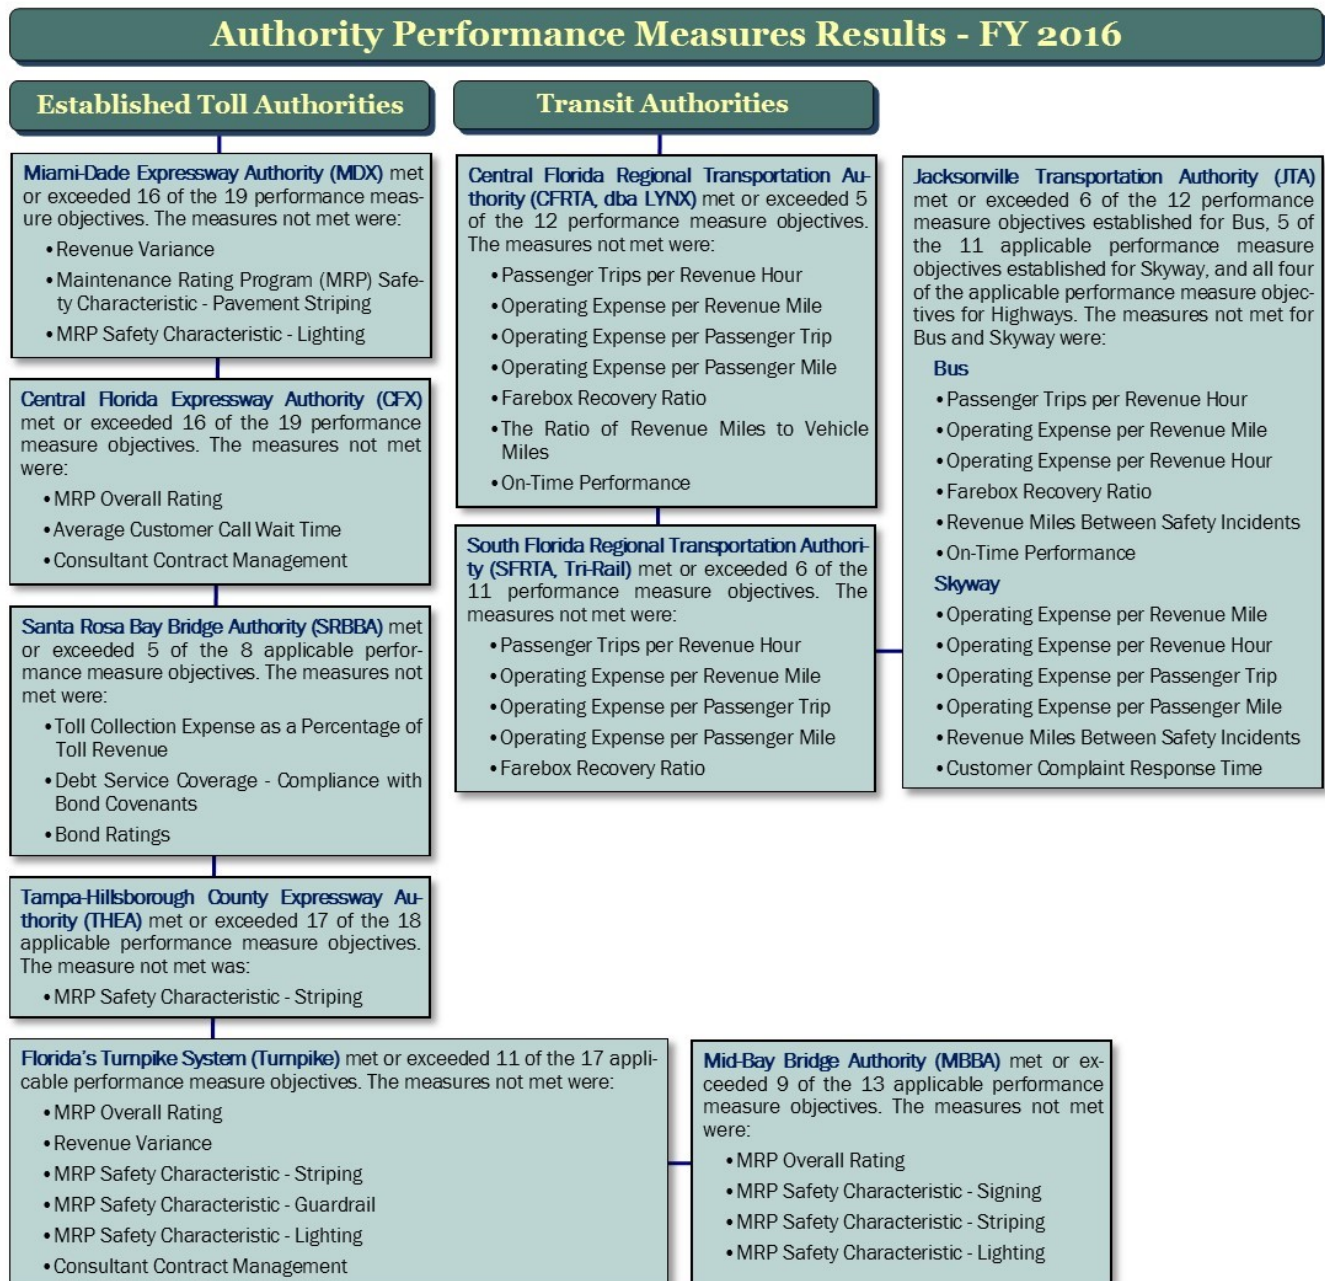 Authority Performance Measures Results - FY 2016
Established Toll Authorities
Miami-Dade Expressway Authority (MDX) met
or exceeded 16 of the 19 performance meas-
ure objectives. The measures not met were:
• Revenue Variance
• Maintenance Rating Program (MRP) Safe-
ty Characteristic - Pavement Striping
• MRP Safety Characteristic - Lighting
Central Florida Expressway Authority (CFX)
met or exceeded 16 of the 19 performance
measure objectives. The measures not met
were:
• MRP Overall Rating
• Average Customer Call Wait Time
• Consultant Contract Management
Santa Rosa Bay Bridge Authority (SRBBA) met
or exceeded 5 of the 8 applicable perfor-
mance measure objectives. The measures not
met were:
• Toll Collection Expense as a Percentage of
Toll Revenue
• Debt Service Coverage - Compliance with
Bond Covenants
• Bond Ratings
Tampa-Hillsborough County Expressway Au-
thority (THEA) met or exceeded 17 of the 18
applicable performance measure objectives.
The measure not met was:
• MRP Safety Characteristic - Striping
Florida's Turnpike System (Turnpike) met or exceeded 11 of the 17 appli-
cable performance measure objectives. The measures not met were:
• MRP Overall Rating
• Revenue Variance
• MRP Safety Characteristic - Striping
• MRP Safety Characteristic - Guardrail
• MRP Safety Characteristic - Lighting
• Consultant Contract Management
Mid-Bay Bridge Authority (MBBA) met or ex-
ceeded 9 of the 13 applicable performance
measure objectives. The measures not met
were:
• MRP Overall Rating
• MRP Safety Characteristic - Signing
• MRP Safety Characteristic - Striping
• MRP Safety Characteristic - Lighting
Transit Authorities
Central Florida Regional Transportation Au-
thority (CFRTA, dba LYNX) met or exceeded 5
of the 12 performance measure objectives.
The measures not met were:
• Passenger Trips per Revenue Hour
• Operating Expense per Revenue Mile
• Operating Expense per Passenger Trip
• Operating Expense per Passenger Mile
• Farebox Recovery Ratio
• The Ratio of Revenue Miles to Vehicle
Miles
• On-Time Performance
South Florida Regional Transportation Authori-
ty (SFRTA, Tri-Rail) met or exceeded 6 of the
11 performance measure objectives. The
measures not met were:
• Passenger Trips per Revenue Hour
• Operating Expense per Revenue Mile
• Operating Expense per Passenger Trip
• Operating Expense per Passenger Mile
• Farebox Recovery Ratio
Jacksonville Transportation Authority (JTA)
met or exceeded 6 of the 12 performance
measure objectives established for Bus, 5 of
the 11 applicable performance measure
objectives established for Skyway, and all four
of the applicable performance measure objec-
tives for Highways. The measures not met for
Bus and Skyway were:
Bus
• Passenger Trips per Revenue Hour
• Operating Expense per Revenue Mile
• Operating Expense per Revenue Hour
• Farebox Recovery Ratio
• Revenue Miles Between Safety Incidents
• On-Time Performance
Skyway
• Operating Expense per Revenue Mile
• Operating Expense per Revenue Hour
• Operating Expense per Passenger Trip
• Operating Expense per Passenger Mile
• Revenue Miles Between Safety Incidents
• Customer Complaint Response Time